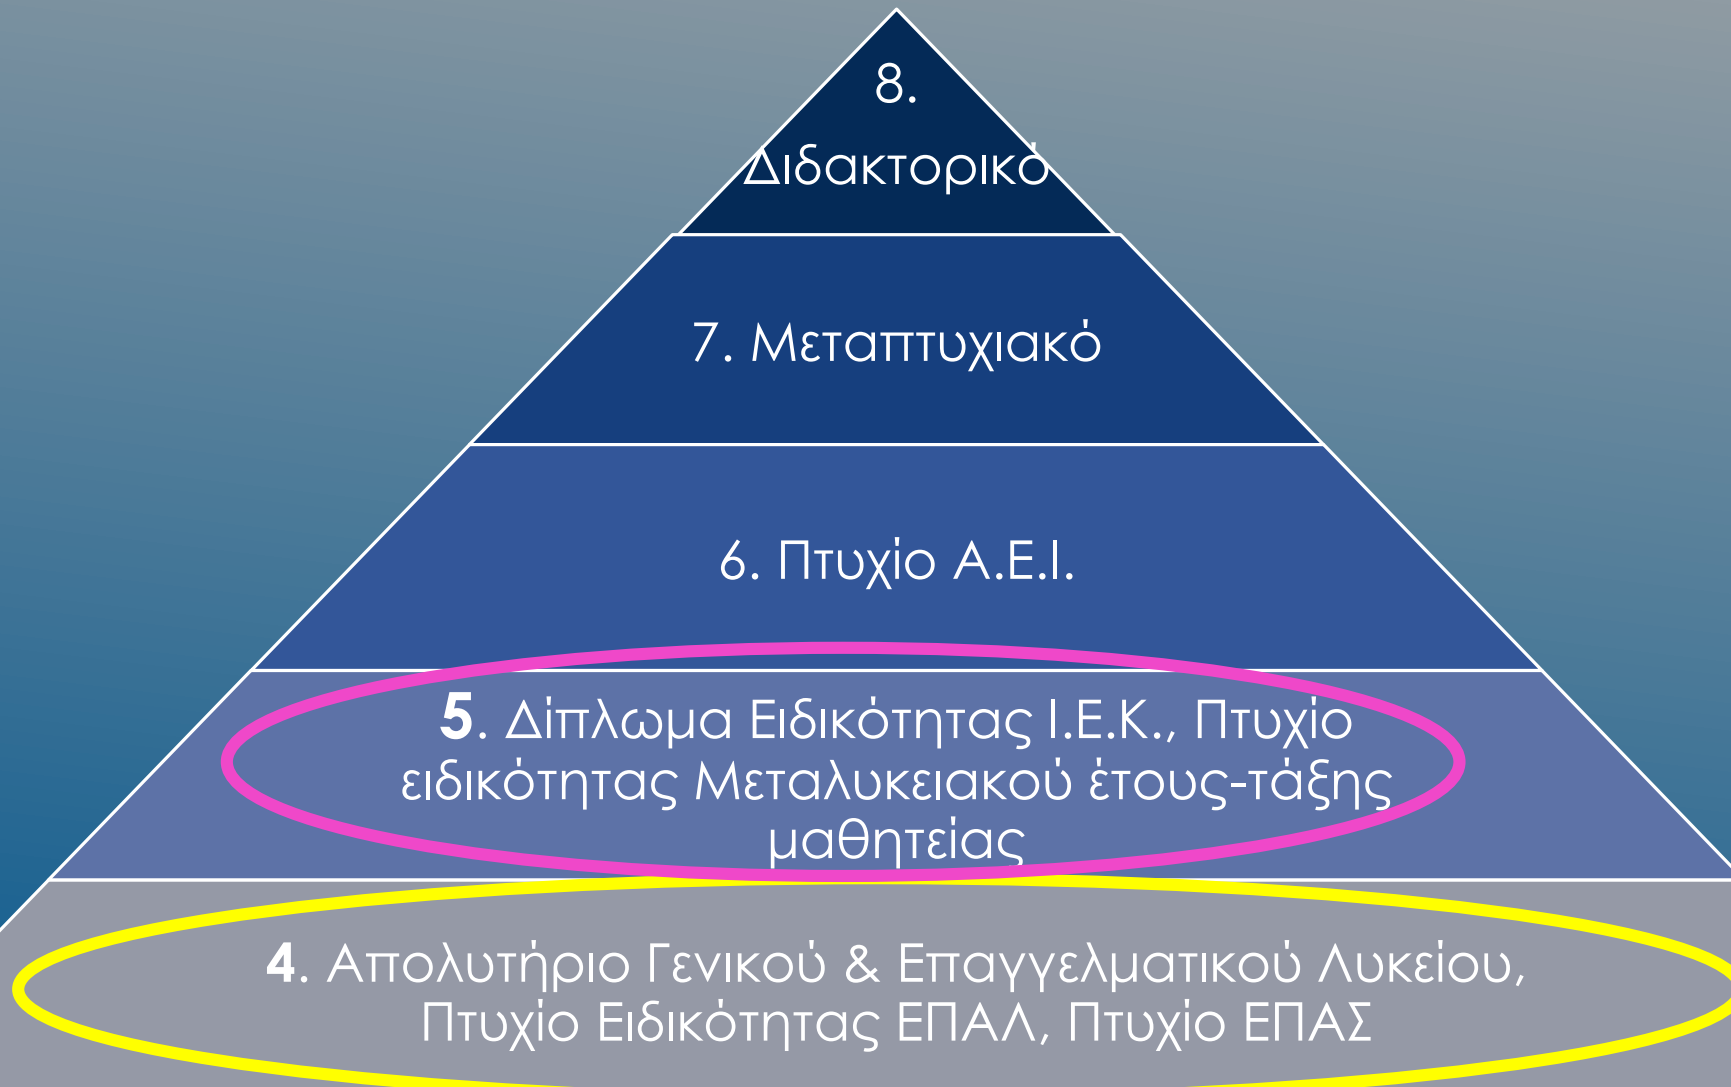 8.
Διδακτορικό
7. Μεταπτυχιακό
6. Πτυχίο Α.Ε.Ι.
5. Δίπλωμα Ειδικότητας Ι.Ε.Κ., Πτυχίο
ειδικότητας Μεταλυκειακού έτους-τάξης
μαθητείας
4. Απολυτήριο Γενικού & Επαγγελματικού Λυκείου,
Πτυχίο Ειδικότητας ΕΠΑΛ, Πτυχίο ΕΠΑΣ